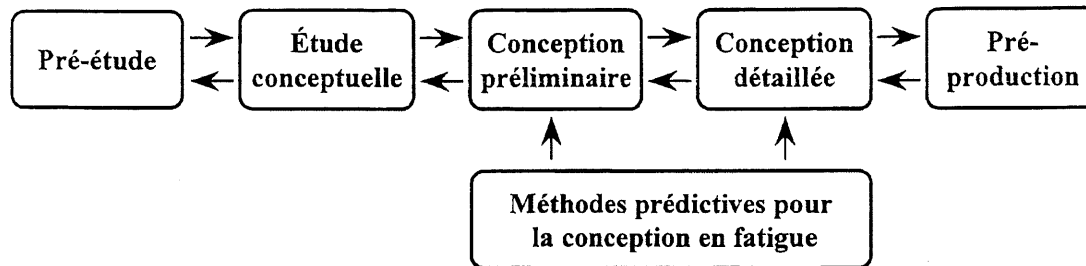 Pré-étude
Étude
conceptuelle
Conception
préliminaire
Conception
détaillée
Pré-
production
Méthodes prédictives pour
la conception en fatigue